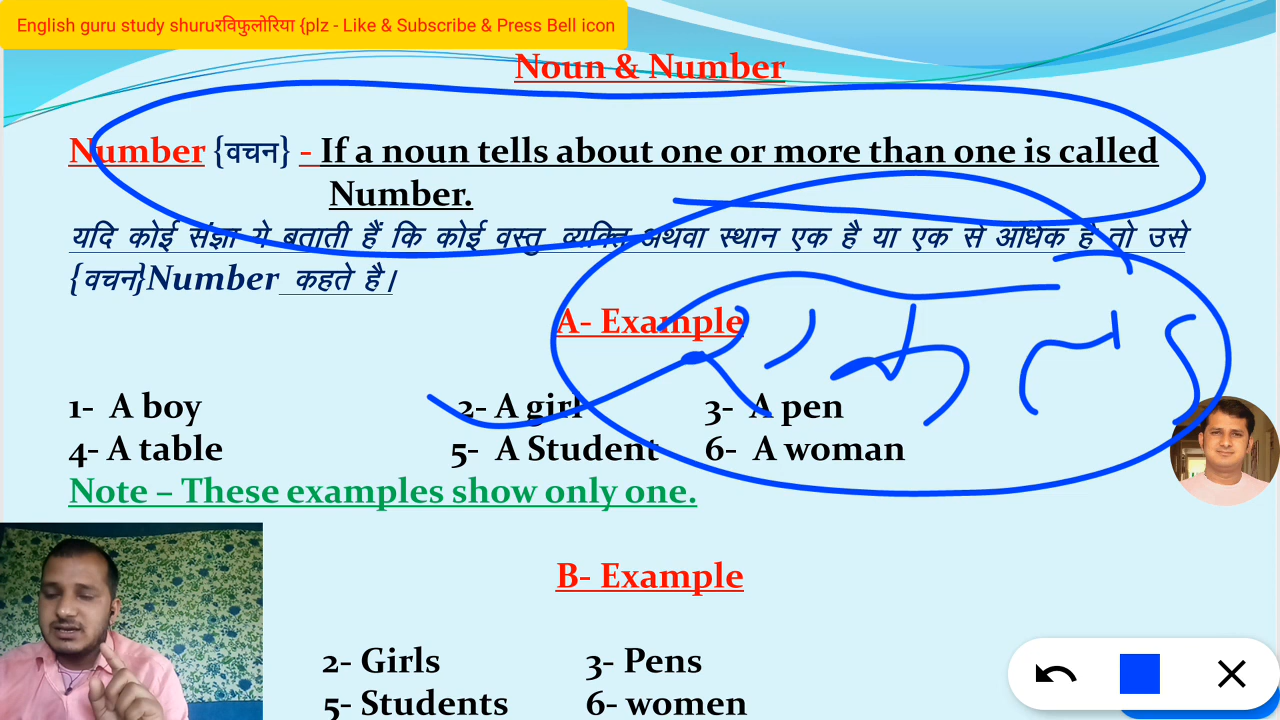 English guru study shuruरविफुलोरिया {plz - Like & Subscribe & Press Bell icon
Noun & Number
Number {वचन} - If a noun tells about one or more than one is called
Number.
यदि कोई संज्ञा ये बताती हैं कि कोई वस्तु व्यक्ति अथवा स्थान एक है या एक से अधिक है तो उसे
{वचन}Number कहते है।
A- Example
1- A boy 2- A girl 3- A pen
4- A table 5- A Student 6- A woman
Note – These examples show only one.
B- Example
2- Girls 3- Pens
5- Students 6- women